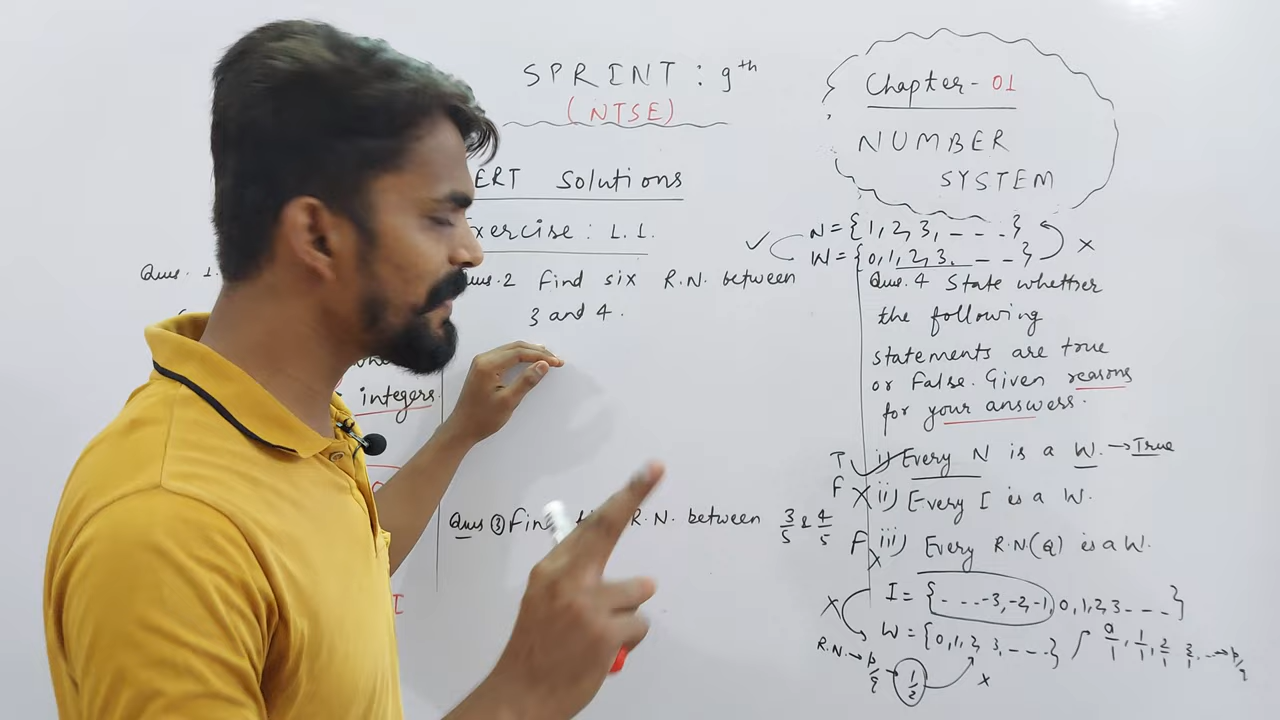 SPRINT : 9th
(NTSE)
ERT Solutions
xercise : 1.1.
Ques. 1.
integers.
I
Ques.2 Find six R.N. between
3 and 4.
Ques ③ Find R.N. between 3/5 & 4/5
Chapter - 01
NUMBER
SYSTEM
✓ N = {1, 2, 3, - - - - }
W = {0, 1, 2, 3, - - - } ×
Ques. 4 State whether
the following
statements are true
or False. Given reasons
for your answers.
T ✓ i) Every N is a W. → True
F × ii) Every I is a W.
F × iii) Every R.N(Q) is a W.
I = { - - - -3, -2, -1, 0, 1, 2, 3 - - - - }
× W = {0, 1, 2, 3, - - - - } 0/1, 1/1, 2/1, 3/1, - - → p/q
R.N. → p/q → 1/2 ×